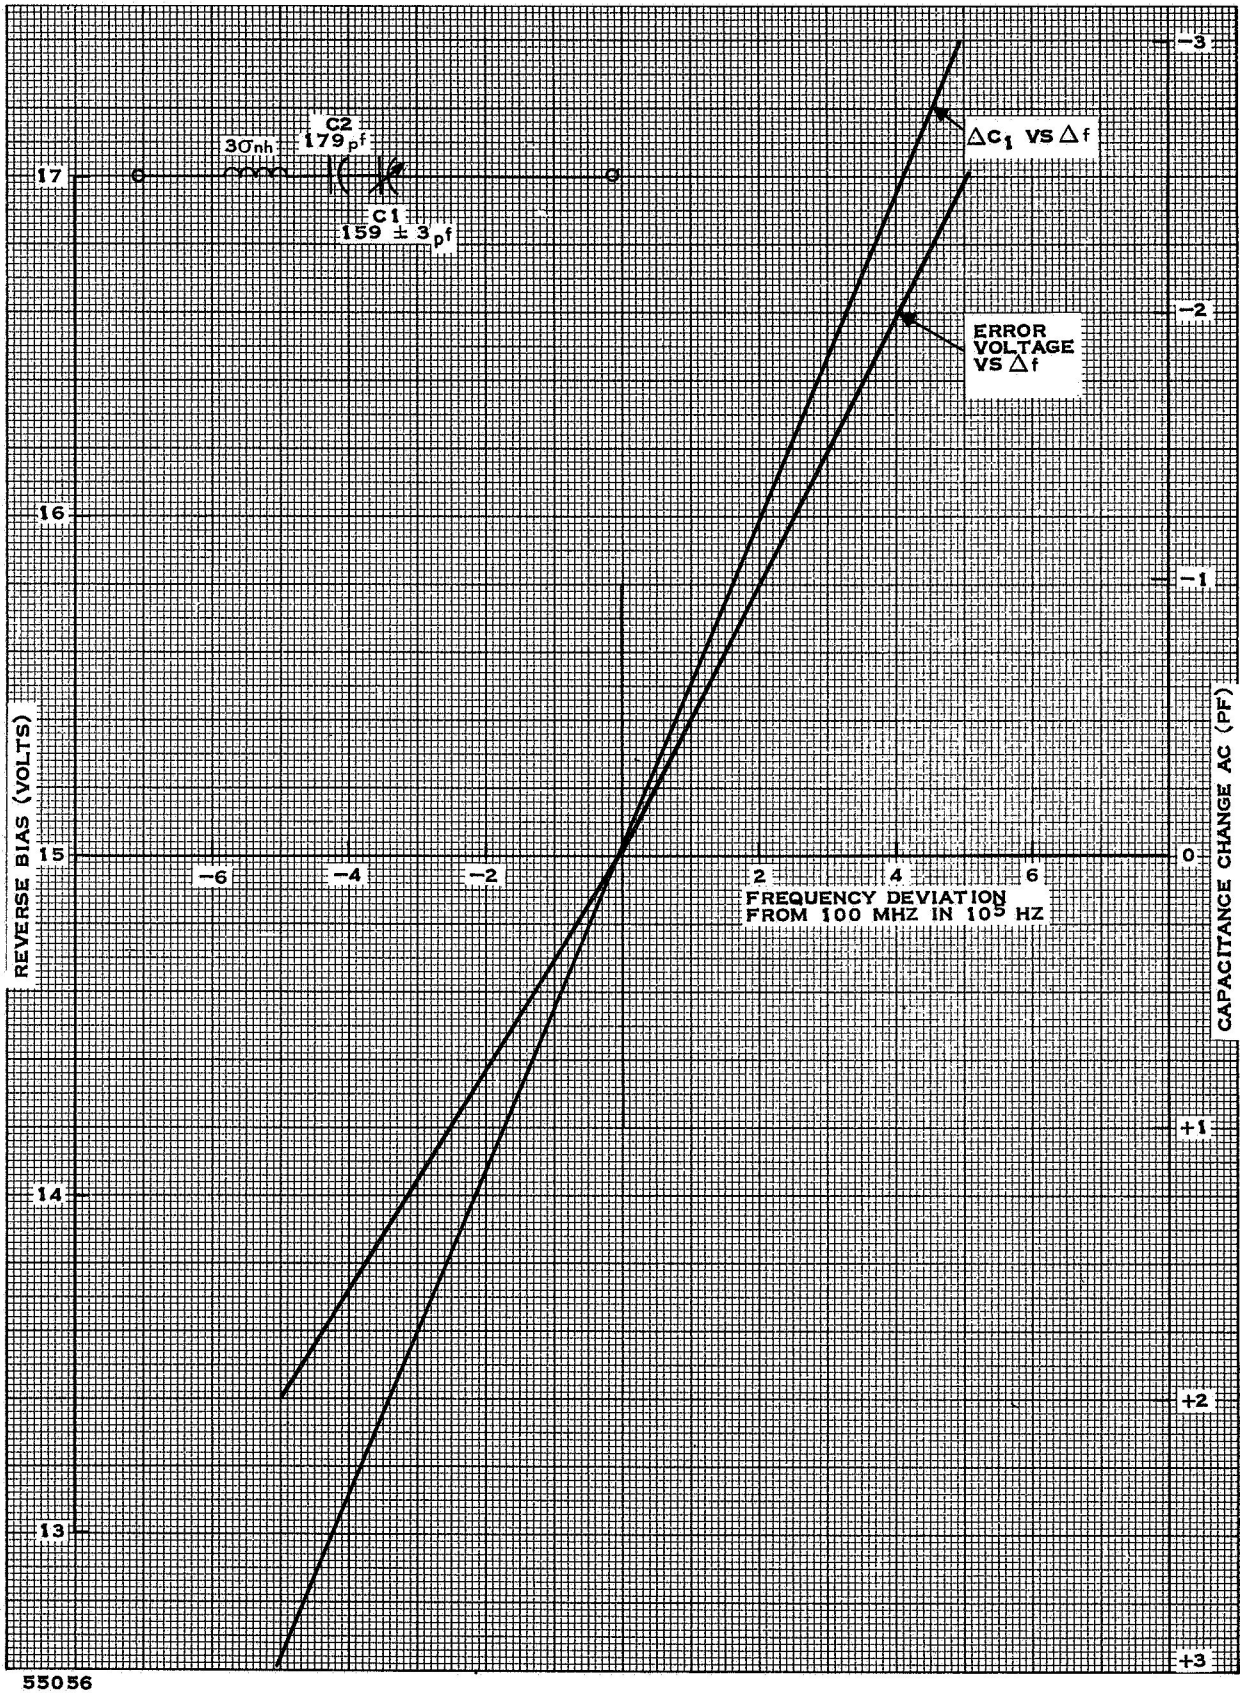 -3
C2
179pf
3σnh
ΔC1 VS Δf
17
C1
159 ± 3pf
-2
ERROR
VOLTAGE
VS Δf
16
-1
REVERSE BIAS (VOLTS)
CAPACITANCE CHANGE AC (PF)
15
0
-6
-4
-2
2
4
6
FREQUENCY DEVIATION
FROM 100 MHZ IN 10⁵ HZ
+1
14
+2
13
+3
55056